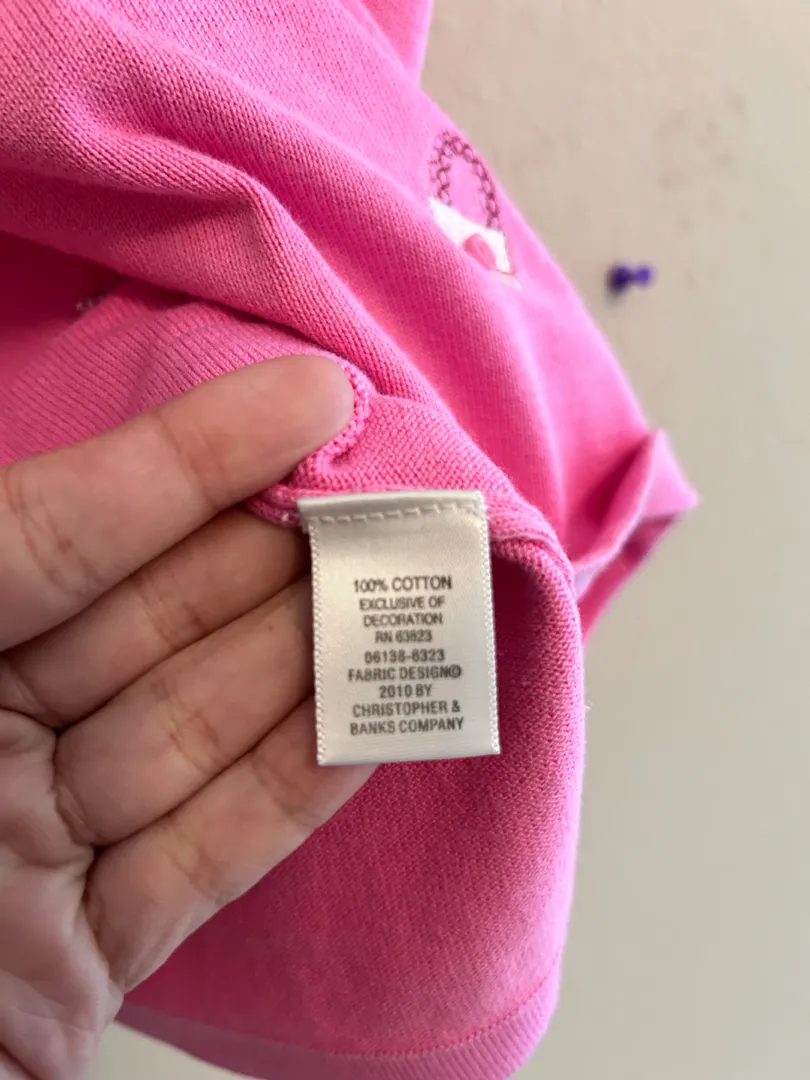 100% COTTON
EXCLUSIVE OF
DECORATION
RN 63823
06138-6323
FABRIC DESIGN©
2010 BY
CHRISTOPHER &
BANKS COMPANY